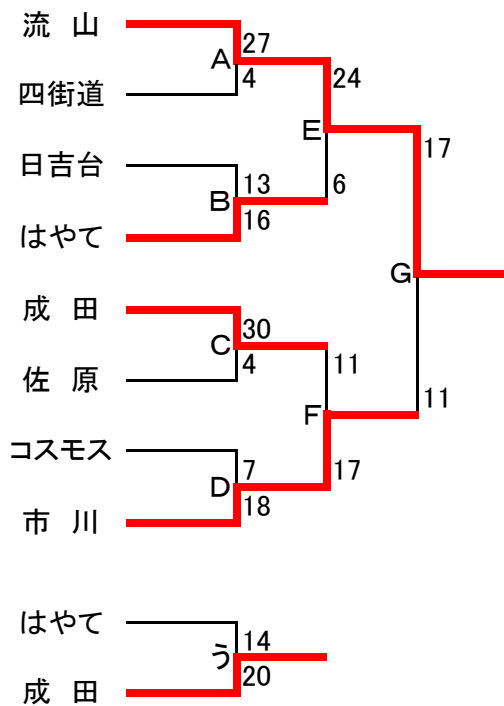 流 山
27
A
4
24
四街道
E
日吉台
17
13
6
B
16
はやて
G
成 田
30
C
4
11
佐 原
11
F
コスモス
7
17
D
18
市 川
はやて
14
う
20
成 田